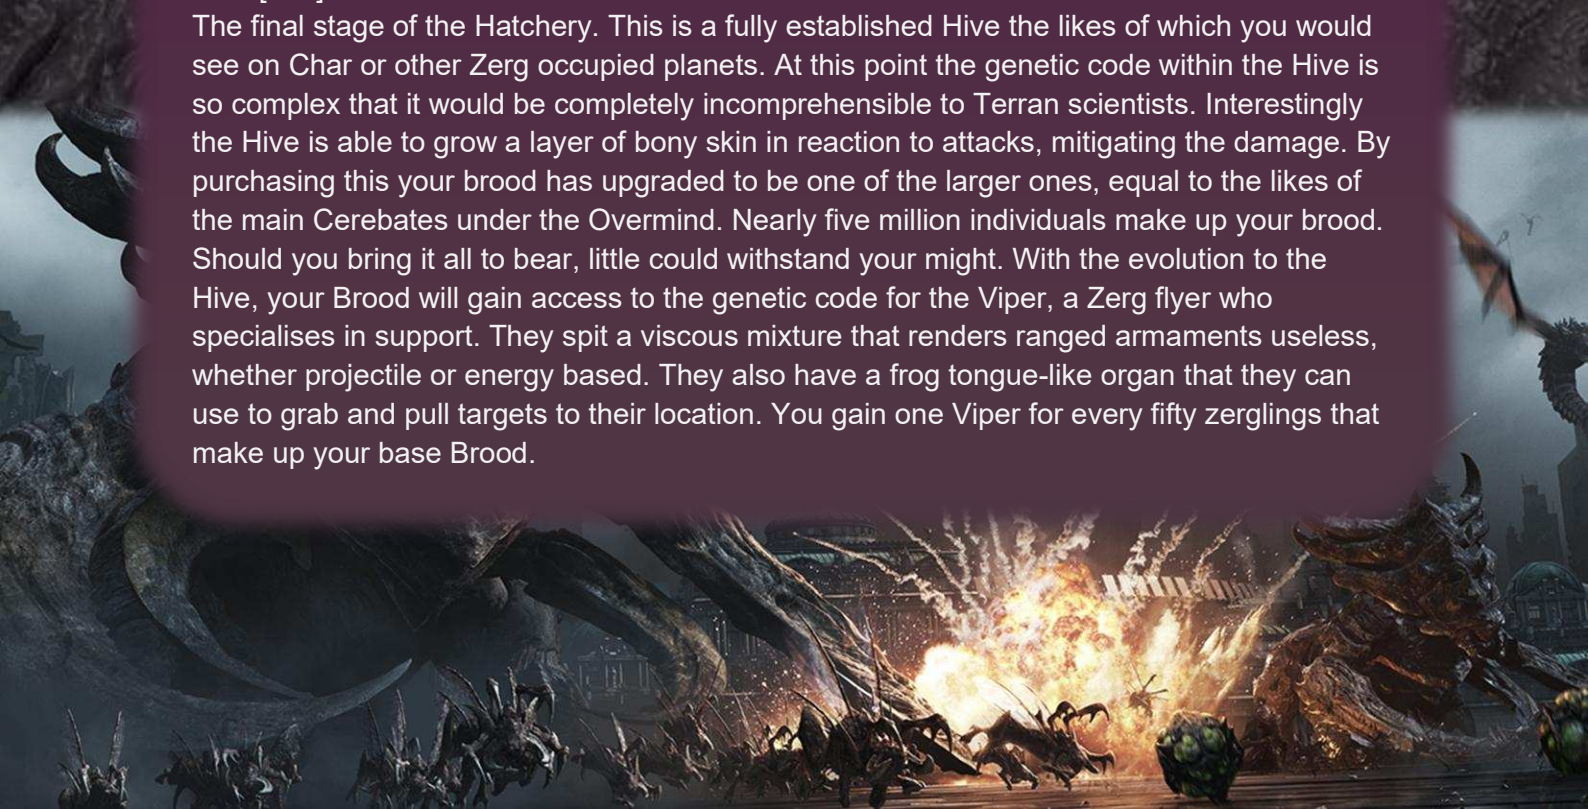 The final stage of the Hatchery. This is a fully established Hive the likes of which you would
see on Char or other Zerg occupied planets. At this point the genetic code within the Hive is
so complex that it would be completely incomprehensible to Terran scientists. Interestingly
the Hive is able to grow a layer of bony skin in reaction to attacks, mitigating the damage. By
purchasing this your brood has upgraded to be one of the larger ones, equal to the likes of
the main Cerebates under the Overmind. Nearly five million individuals make up your brood.
Should you bring it all to bear, little could withstand your might. With the evolution to the
Hive, your Brood will gain access to the genetic code for the Viper, a Zerg flyer who
specialises in support. They spit a viscous mixture that renders ranged armaments useless,
whether projectile or energy based. They also have a frog tongue-like organ that they can
use to grab and pull targets to their location. You gain one Viper for every fifty zerglings that
make up your base Brood.